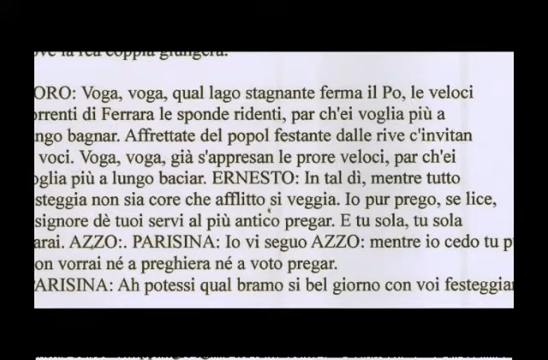 la rea coppia giungerà.
ORO: Voga, voga, qual lago stagnante ferma il Po, le veloci
orrenti di Ferrara le sponde ridenti, par ch'ei voglia più a
ngo bagnar. Affrettate del popol festante dalle rive c'invitan
voci. Voga, voga, già s'appresan le prore veloci, par ch'ei
oglia più a lungo baciar. ERNESTO: In tal dì, mentre tutto
steggia non sia core che afflitto si veggia. Io pur prego, se lice,
signore dè tuoi servi al più antico pregar. E tu sola, tu sola
arai. AZZO:. PARISINA: Io vi seguo AZZO: mentre io cedo tu p
on vorrai né a preghiera né a voto pregar.
PARISINA: Ah potessi qual bramo si bel giorno con voi festeggiar